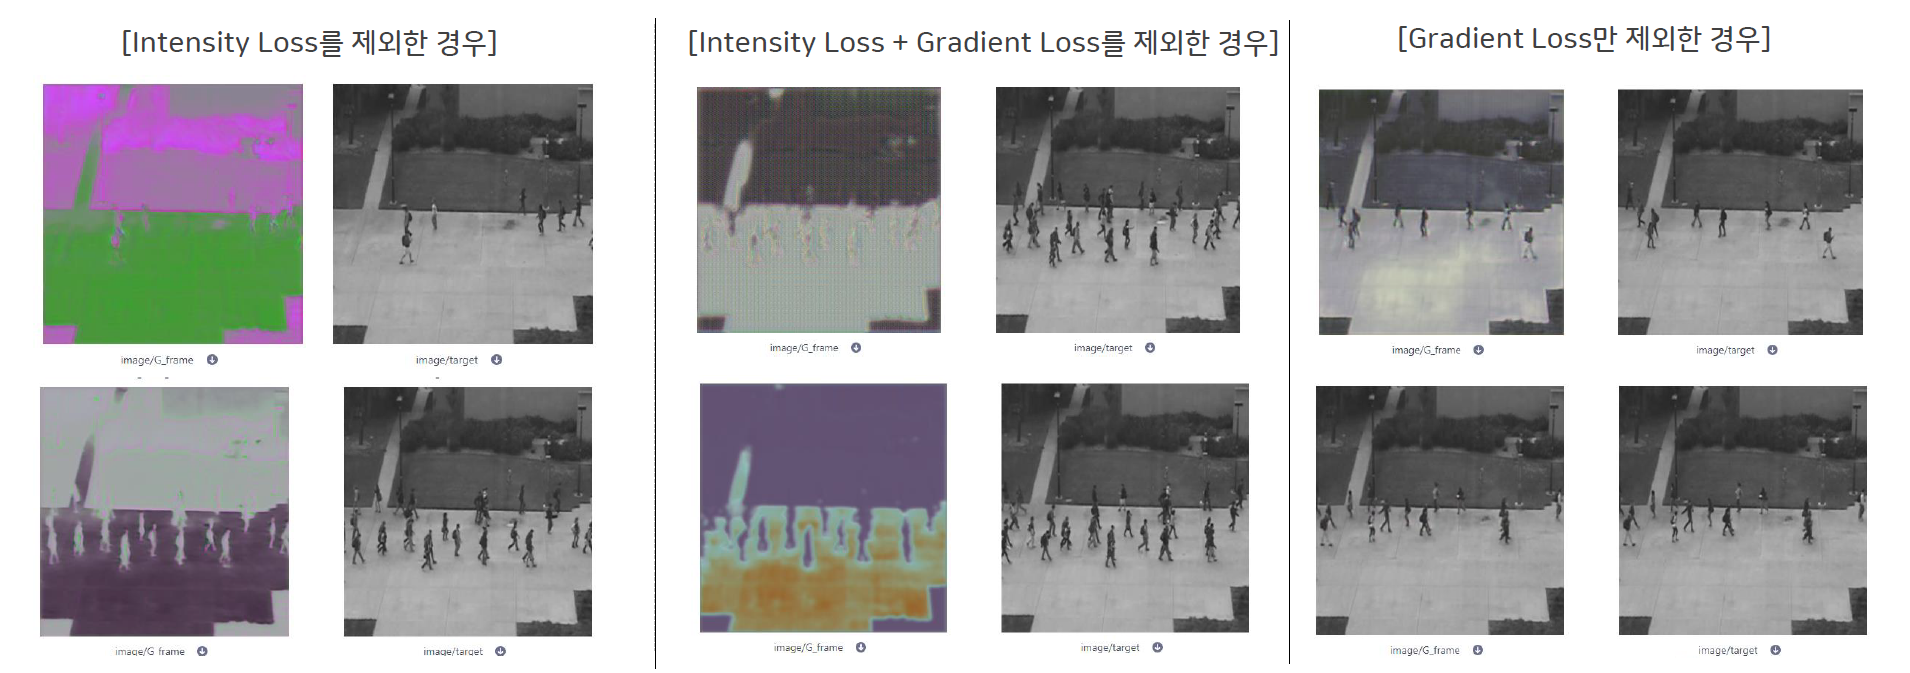 [Intensity Loss를 제외한 경우]
image/G_frame
image/target
image/G_frame
image/target
[Intensity Loss + Gradient Loss를 제외한 경우]
image/G_frame
image/target
image/G_frame
image/target
[Gradient Loss만 제외한 경우]
image/G_frame
image/target
image/G_frame
image/target